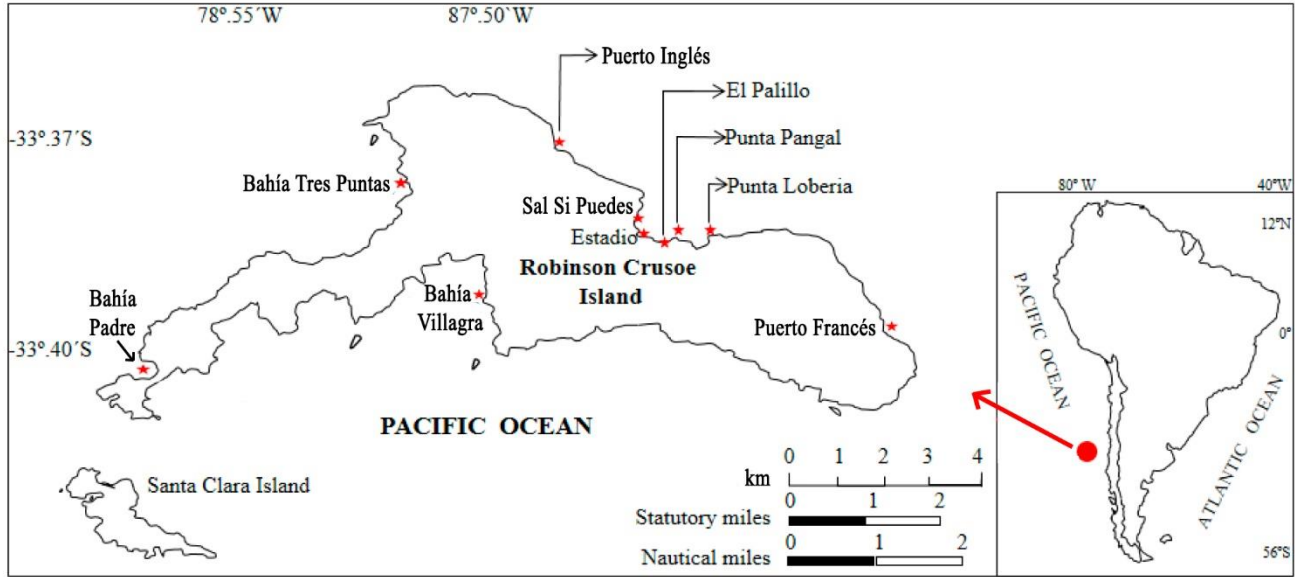 78°.55´W
87°.50´W
Puerto Inglés
El Palillo
-33°.37´S
Punta Pangal
Bahía Tres Puntas
Punta Loberia
80° W
40°W
Sal Si Puedes
12°N
Estadio
Robinson Crusoe
Island
Bahía
Padre
Bahía
Villagra
PACIFIC OCEAN
Puerto Francés
0°
-33°.40´S
PACIFIC OCEAN
ATLANTIC OCEAN
0 1 2 3 4
km
Santa Clara Island
0 1 2
Statutory miles
0 1 2
Nautical miles
56°S